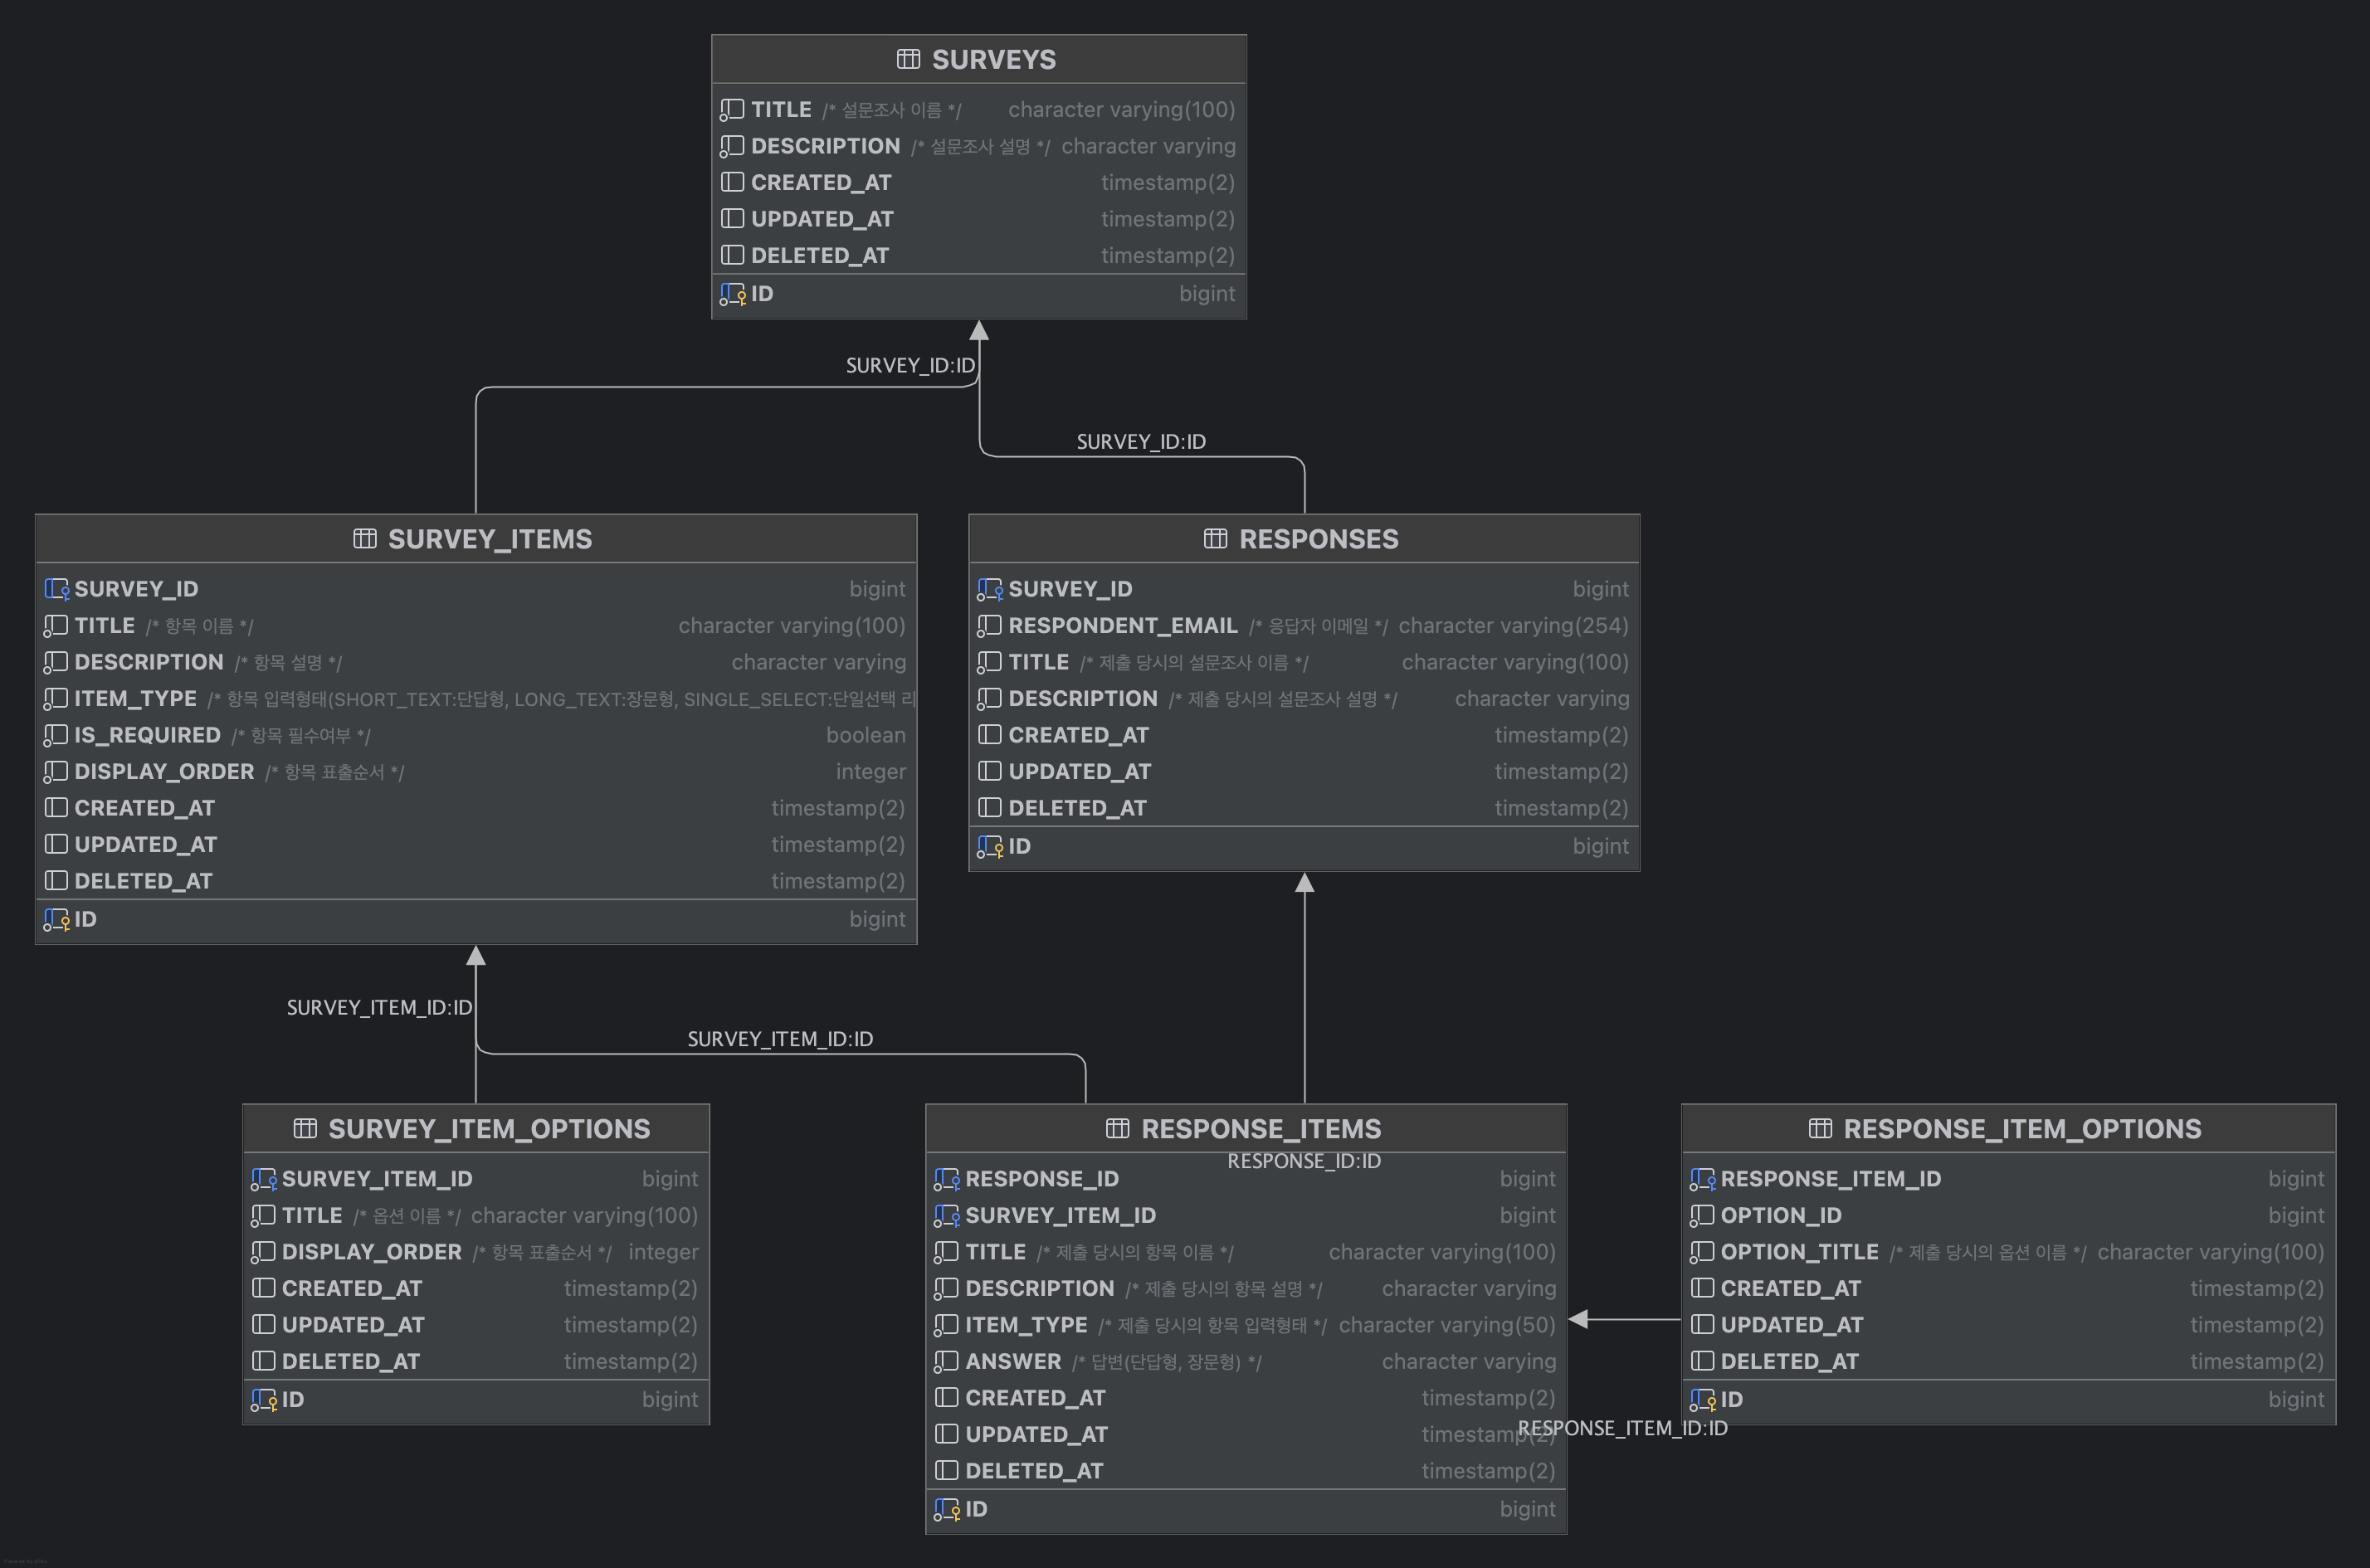 SURVEYS
TITLE /* 설문조사 이름 */ character varying(100)
DESCRIPTION /* 설문조사 설명 */ character varying
CREATED_AT timestamp(2)
UPDATED_AT timestamp(2)
DELETED_AT timestamp(2)
ID bigint
SURVEY_ID:ID
SURVEY_ID:ID
SURVEY_ITEMS
SURVEY_ID bigint
TITLE /* 항목 이름 */ character varying(100)
DESCRIPTION /* 항목 설명 */ character varying
ITEM_TYPE /* 항목 입력형태(SHORT_TEXT:단답형, LONG_TEXT:장문형, SINGLE_SELECT:단일선택 리
IS_REQUIRED /* 항목 필수여부 */ boolean
DISPLAY_ORDER /* 항목 표출순서 */ integer
CREATED_AT timestamp(2)
UPDATED_AT timestamp(2)
DELETED_AT timestamp(2)
ID bigint
RESPONSES
SURVEY_ID bigint
RESPONDENT_EMAIL /* 응답자 이메일 */ character varying(254)
TITLE /* 제출 당시의 설문조사 이름 */ character varying(100)
DESCRIPTION /* 제출 당시의 설문조사 설명 */ character varying
CREATED_AT timestamp(2)
UPDATED_AT timestamp(2)
DELETED_AT timestamp(2)
ID bigint
SURVEY_ITEM_ID:ID
SURVEY_ITEM_ID:ID
SURVEY_ITEM_OPTIONS
SURVEY_ITEM_ID bigint
TITLE /* 옵션 이름 */ character varying(100)
DISPLAY_ORDER /* 항목 표출순서 */ integer
CREATED_AT timestamp(2)
UPDATED_AT timestamp(2)
DELETED_AT timestamp(2)
ID bigint
RESPONSE_ITEMS
RESPONSE_ID:ID
RESPONSE_ID bigint
SURVEY_ITEM_ID bigint
TITLE /* 제출 당시의 항목 이름 */ character varying(100)
DESCRIPTION /* 제출 당시의 항목 설명 */ character varying
ITEM_TYPE /* 제출 당시의 항목 입력형태 */ character varying(50)
ANSWER /* 답변(단답형, 장문형) */ character varying
CREATED_AT timestamp(2)
UPDATED_AT timestamp(2)
DELETED_AT timestamp(2)
ID bigint
RESPONSE_ITEM_OPTIONS
RESPONSE_ITEM_ID bigint
OPTION_ID bigint
OPTION_TITLE /* 제출 당시의 옵션 이름 */ character varying(100)
CREATED_AT timestamp(2)
UPDATED_AT timestamp(2)
DELETED_AT timestamp(2)
ID bigint
RESPONSE_ITEM_ID:ID